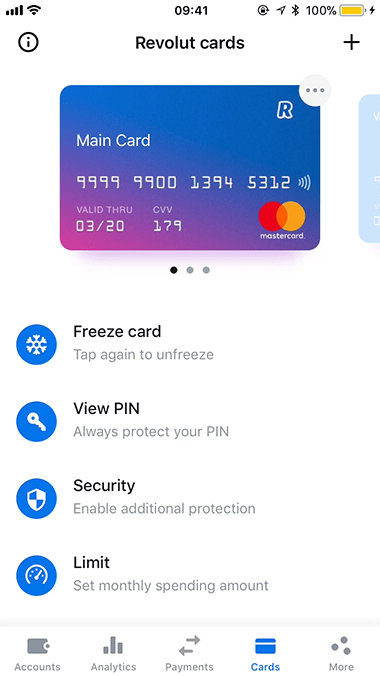 09:41
100%
Revolut cards
R
Main Card
9999 9900 1394 5312
VALID THRU CVV
03/20 179
mastercard.
Freeze card
Tap again to unfreeze
View PIN
Always protect your PIN
Security
Enable additional protection
Limit
Set monthly spending amount
Accounts Analytics Payments Cards More